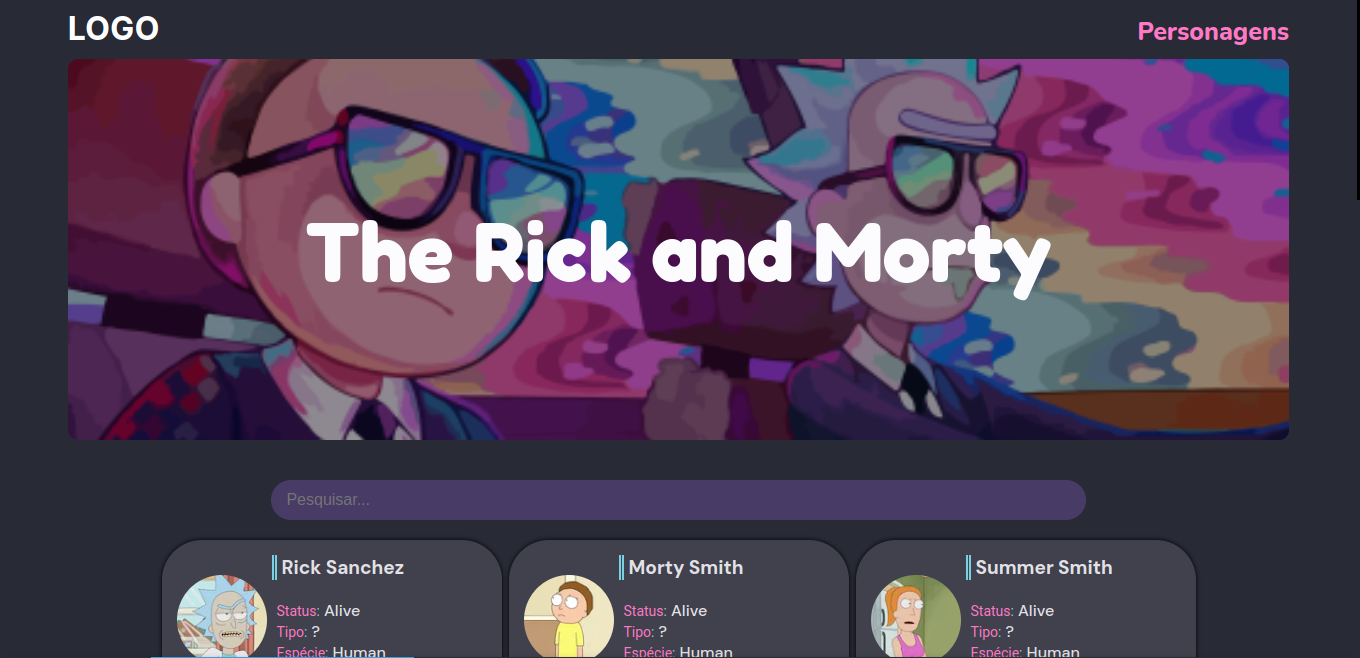 LOGO
Personagens
The Rick and Morty
Pesquisar...
Rick Sanchez
Status: Alive
Tipo: ?
Espécie: Human
Morty Smith
Status: Alive
Tipo: ?
Espécie: Human
Summer Smith
Status: Alive
Tipo: ?
Espécie: Human